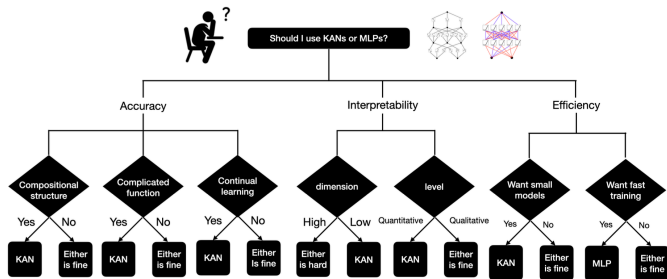 ?
Should I use KANs or MLPs?
Accuracy
Interpretability
Efficiency
Compositional
structure
Complicated
function
Continual
learning
dimension
level
Want small
models
Want fast
training
Yes
No
Yes
No
Yes
No
High
Low
Quantitative
Qualitative
Yes
No
Yes
No
KAN
Either
is fine
KAN
Either
is fine
KAN
Either
Is fine
Either
is hard
KAN
KAN
Either
is fine
KAN
Either
is fine
MLP
Either
is fine